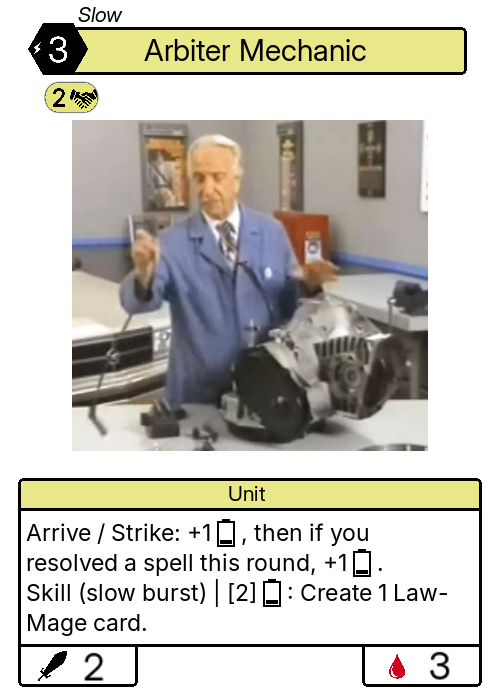 Slow
3
Arbiter Mechanic
2
Unit
Arrive / Strike: +1 , then if you
resolved a spell this round, +1 .
Skill (slow burst) | [2] : Create 1 Law-
Mage card.
2
3